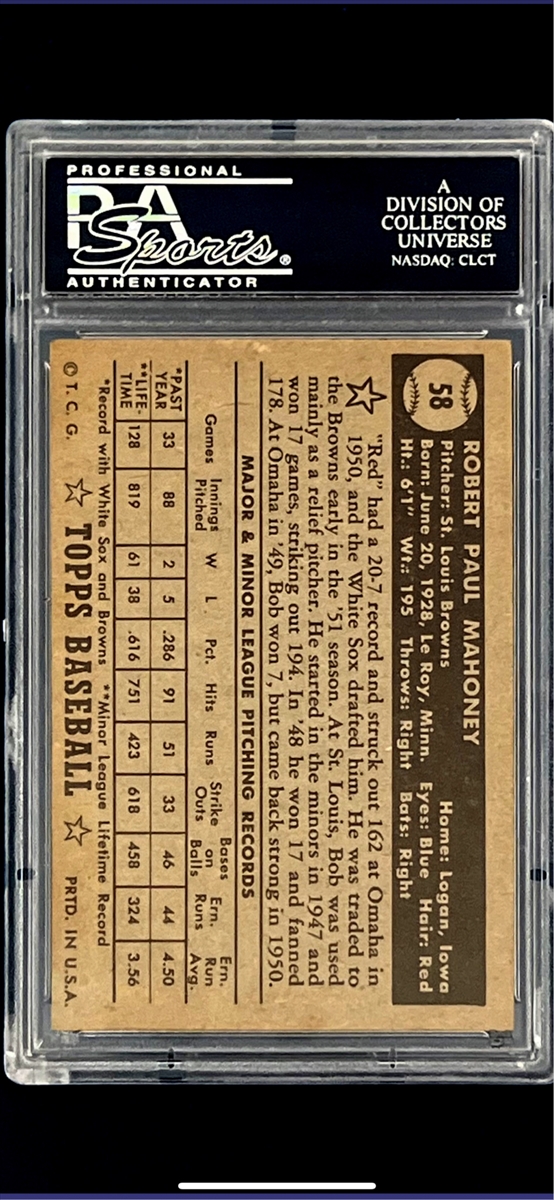 PROFESSIONAL
PSA
Sports®
AUTHENTICATOR
A
DIVISION OF
COLLECTORS
UNIVERSE
NASDAQ: CLCT
58
ROBERT PAUL MAHONEY
Pitcher: St. Louis Browns Home: Logan, Iowa
Born: June 20, 1928, Le Roy, Minn. Eyes: Blue Hair: Red
Ht.: 6'1" Wt.: 195 Throws: Right Bats: Right
"Red" had a 20-7 record and struck out 162 at Omaha in
1950, and the White Sox drafted him. He was traded to
the Browns early in the '51 season. At St. Louis, Bob was used
mainly as a relief pitcher. He started in the minors in 1947 and
won 17 games, striking out 194. In '48 he won 17 and fanned
178. At Omaha in '49, Bob won 7, but came back strong in 1950.
MAJOR & MINOR LEAGUE PITCHING RECORDS
Games Innings Pitched W L. Pct. Hits Runs Strike Outs Bases on Balls Ern. Runs Ern. Run Avg.
*PAST YEAR 33 88 2 5 .286 91 51 33 46 44 4.50
**LIFE-TIME 128 819 61 38 .616 751 423 618 458 324 3.56
*Record with White Sox and Browns **Minor League Lifetime Record
© T. C. G. ☆ TOPPS BASEBALL ☆ PRTD. IN U.S.A.